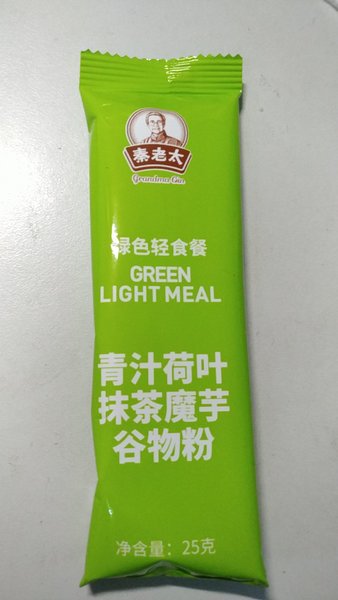 秦老太
Grandma Qin
绿色轻食餐
GREEN
LIGHT MEAL
青汁荷叶
抹茶魔芋
谷物粉
净含量：25克